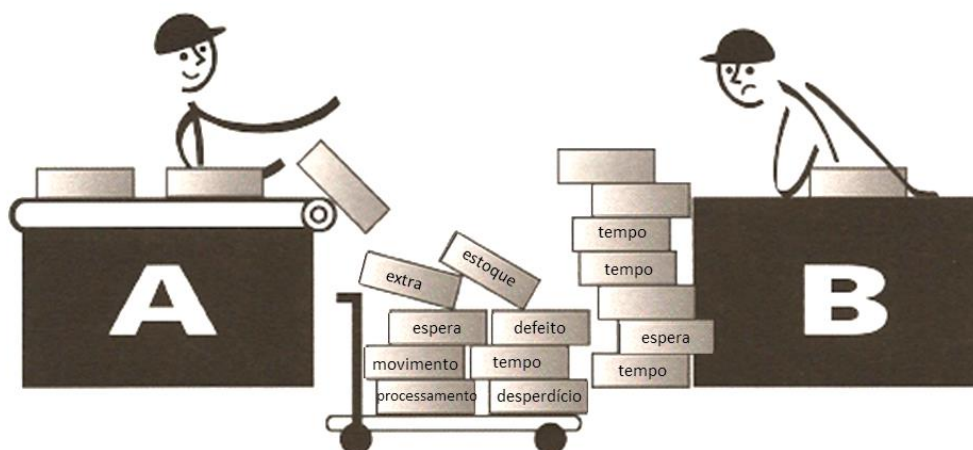 A
B
extra
estoque
espera
defeito
movimento
tempo
processamento
desperdício
tempo
tempo
espera
tempo